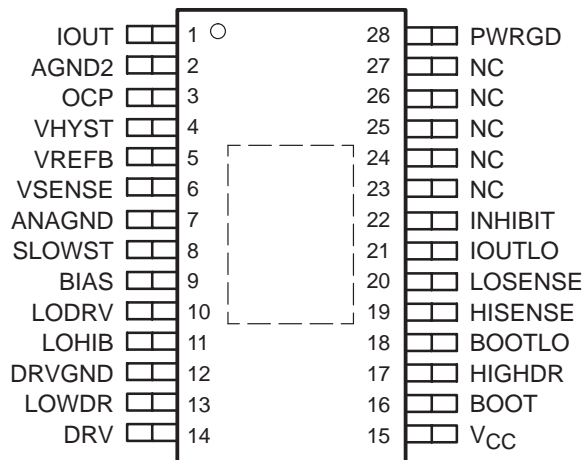 IOUT 1 28 PWRGD
AGND2 2 27 NC
OCP 3 26 NC
VHYST 4 25 NC
VREFB 5 24 NC
VSENSE 6 23 NC
ANAGND 7 22 INHIBIT
SLOWST 8 21 IOUTLO
BIAS 9 20 LOSENSE
LODRV 10 19 HISENSE
LOHIB 11 18 BOOTLO
DRVGND 12 17 HIGHDR
LOWDR 13 16 BOOT
DRV 14 15 VCC